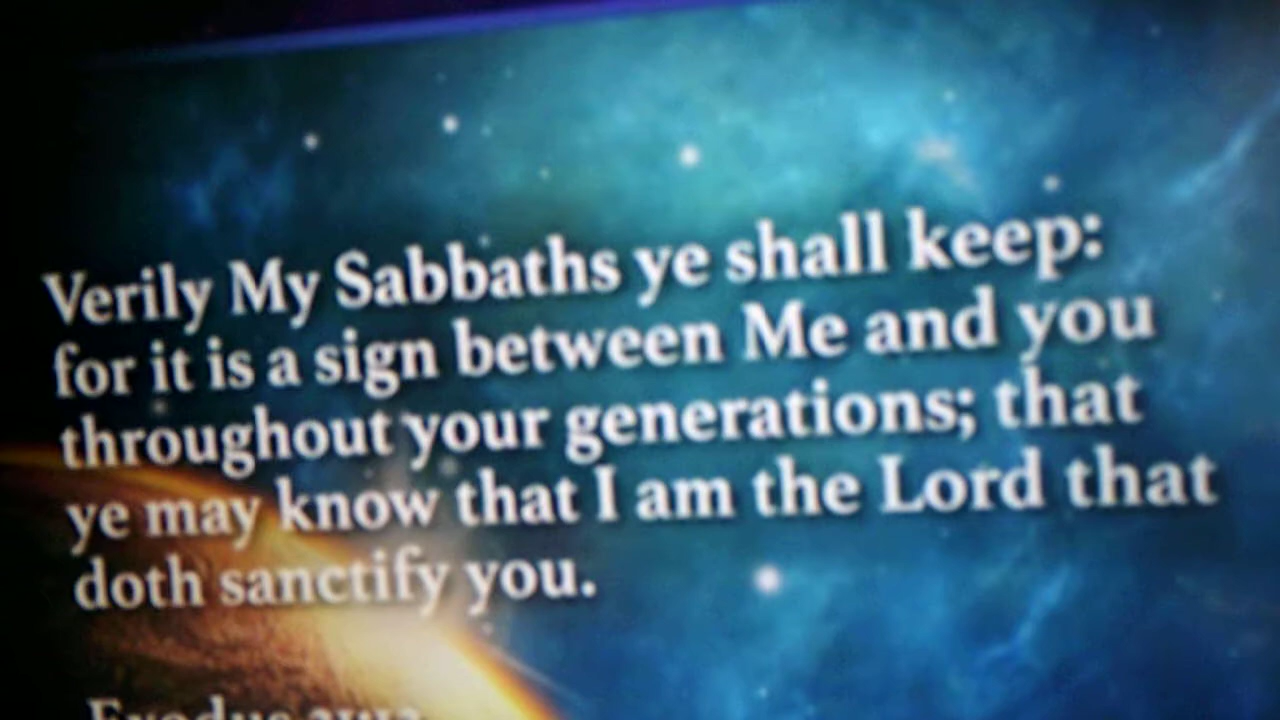 Verily My Sabbaths ye shall keep:
for it is a sign between Me and you
throughout your generations; that
ye may know that I am the Lord that
doth sanctify you.
Exodus